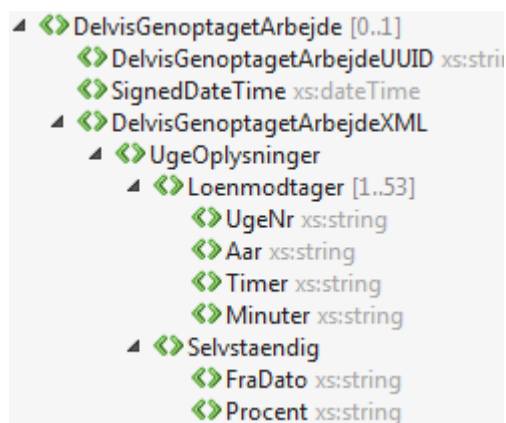 DelvisGenoptagetArbejde [0..1]
DelvisGenoptagetArbejdeUUID xs:stri
SignedDateTime xs:dateTime
DelvisGenoptagetArbejdeXML
UgeOplysninger
Loenmodtager [1..53]
UgeNr xs:string
Aar xs:string
Timer xs:string
Minuter xs:string
Selvstaendig
FraDato xs:string
Procent xs:string